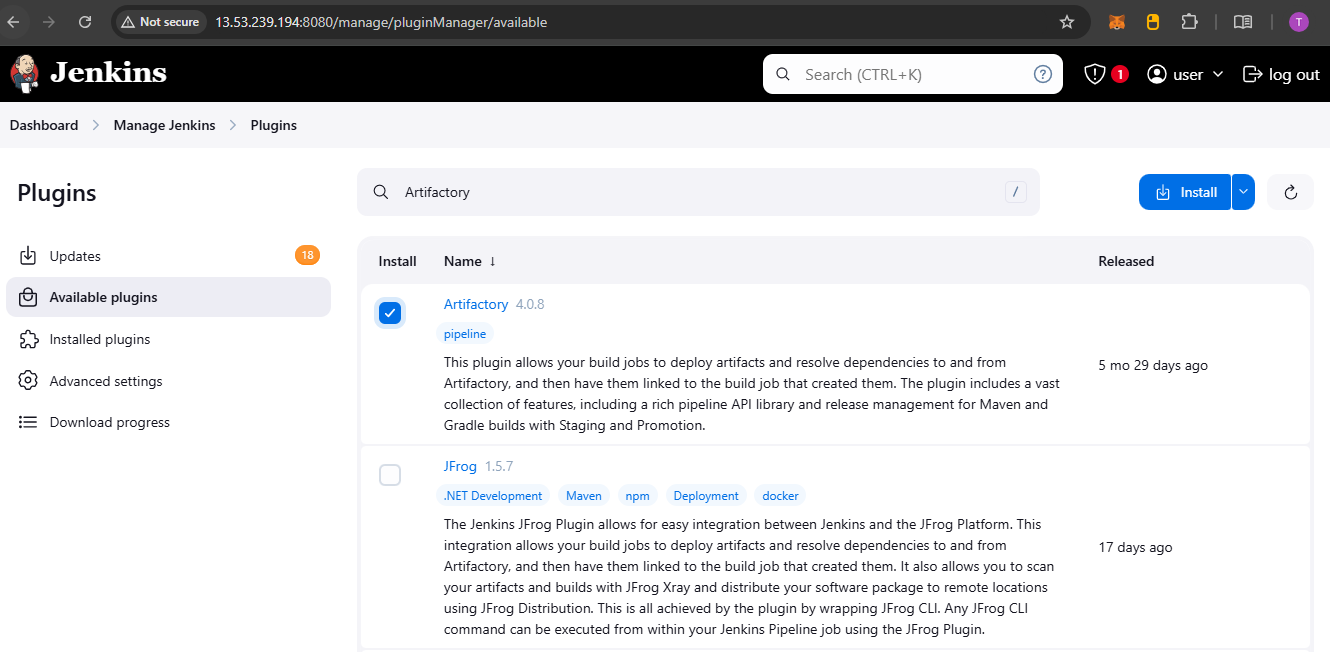 Not secure
13.53.239.194:8080/manage/pluginManager/available
T
Jenkins
Search (CTRL+K)
?
1
user
log out
Dashboard
Manage Jenkins
Plugins
Plugins
Artifactory
/
Install
Updates
18
Available plugins
Installed plugins
Advanced settings
Download progress
Install
Name ↓
Released
Artifactory 4.0.8
pipeline
This plugin allows your build jobs to deploy artifacts and resolve dependencies to and from
Artifactory, and then have them linked to the build job that created them. The plugin includes a vast
collection of features, including a rich pipeline API library and release management for Maven and
Gradle builds with Staging and Promotion.
5 mo 29 days ago
JFrog 1.5.7
.NET Development
Maven
npm
Deployment
docker
The Jenkins JFrog Plugin allows for easy integration between Jenkins and the JFrog Platform. This
integration allows your build jobs to deploy artifacts and resolve dependencies to and from
Artifactory, and then have them linked to the build job that created them. It also allows you to scan
your artifacts and builds with JFrog Xray and distribute your software package to remote locations
using JFrog Distribution. This is all achieved by the plugin by wrapping JFrog CLI. Any JFrog CLI
command can be executed from within your Jenkins Pipeline job using the JFrog Plugin.
17 days ago